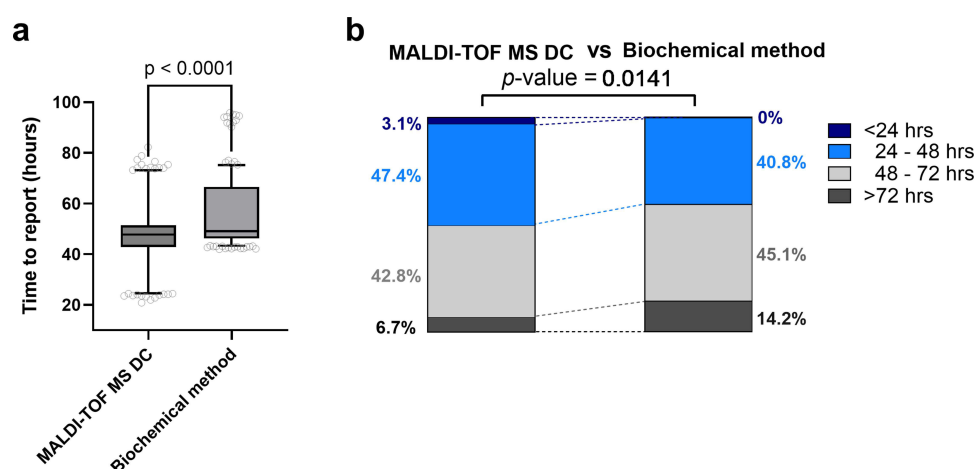 a
p < 0.0001
Time to report (hours)
100
80
60
40
20
MALDI-TOF MS DC
Biochemical method
b
MALDI-TOF MS DC vs Biochemical method
p-value = 0.0141
3.1%
47.4%
42.8%
6.7%
0%
40.8%
45.1%
14.2%
<24 hrs
24 - 48 hrs
48 - 72 hrs
>72 hrs